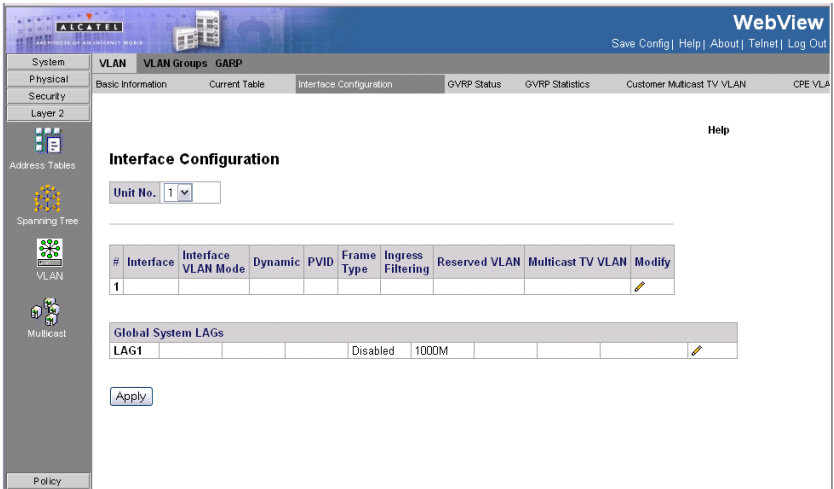 ALCATEL
ARCHITECTS OF AN INTERNET WORLD
WebView
Save Config| Help| About| Telnet| Log Out
System
Physical
Security
Layer 2
Address Tables
Spanning Tree
VLAN
Multicast
Policy
VLAN VLAN Groups GARP
Basic Information Current Table Interface Configuration GVRP Status GVRP Statistics Customer Multicast TV VLAN CPE VLA
Help
Interface Configuration
Unit No. 1
# Interface Interface VLAN Mode Dynamic PVID Frame Type Ingress Filtering Reserved VLAN Multicast TV VLAN Modify
1
Global System LAGs
LAG1 Disabled 1000M
Apply